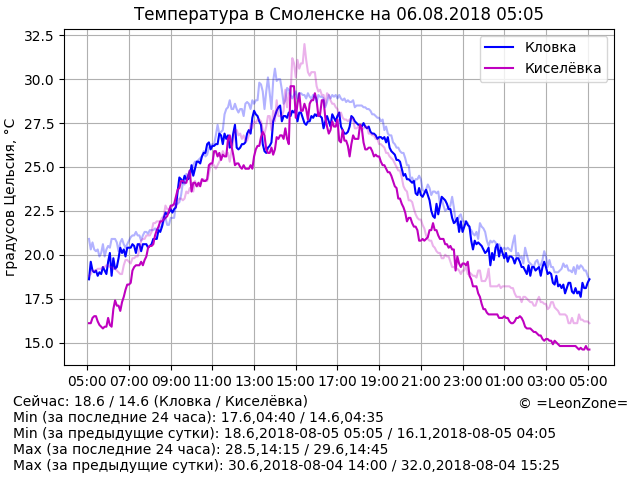 Температура в Смоленске на 06.08.2018 05:05
градусов Цельсия, °C
32.5
30.0
27.5
25.0
22.5
20.0
17.5
15.0
Кловка
Киселёвка
05:00 07:00 09:00 11:00 13:00 15:00 17:00 19:00 21:00 23:00 01:00 03:00 05:00
Сейчас: 18.6 / 14.6 (Кловка / Киселёвка)
© =LeonZone=
Min (за последние 24 часа): 17.6,04:40 / 14.6,04:35
Min (за предыдущие сутки): 18.6,2018-08-05 05:05 / 16.1,2018-08-05 04:05
Max (за последние 24 часа): 28.5,14:15 / 29.6,14:45
Max (за предыдущие сутки): 30.6,2018-08-04 14:00 / 32.0,2018-08-04 15:25